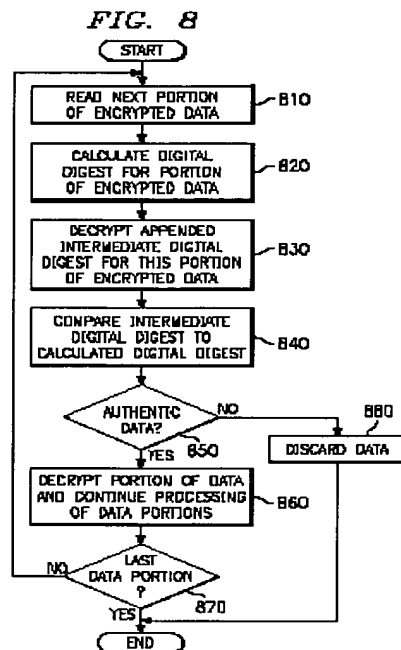 FIG. 8
START
READ NEXT PORTION
OF ENCRYPTED DATA
810
CALCULATE DIGITAL
DIGEST FOR PORTION
OF ENCRYPTED DATA
820
DECRYPT APPENDED
INTERMEDIATE DIGITAL
DIGEST FOR THIS PORTION
OF ENCRYPTED DATA
830
COMPARE INTERMEDIATE
DIGITAL DIGEST TO
CALCULATED DIGITAL DIGEST
840
AUTHENTIC
DATA?
NO
850
YES
880
DISCARD DATA
DECRYPT PORTION OF DATA
AND CONTINUE PROCESSING
OF DATA PORTIONS
860
NO
LAST
DATA PORTION
?
870
YES
END